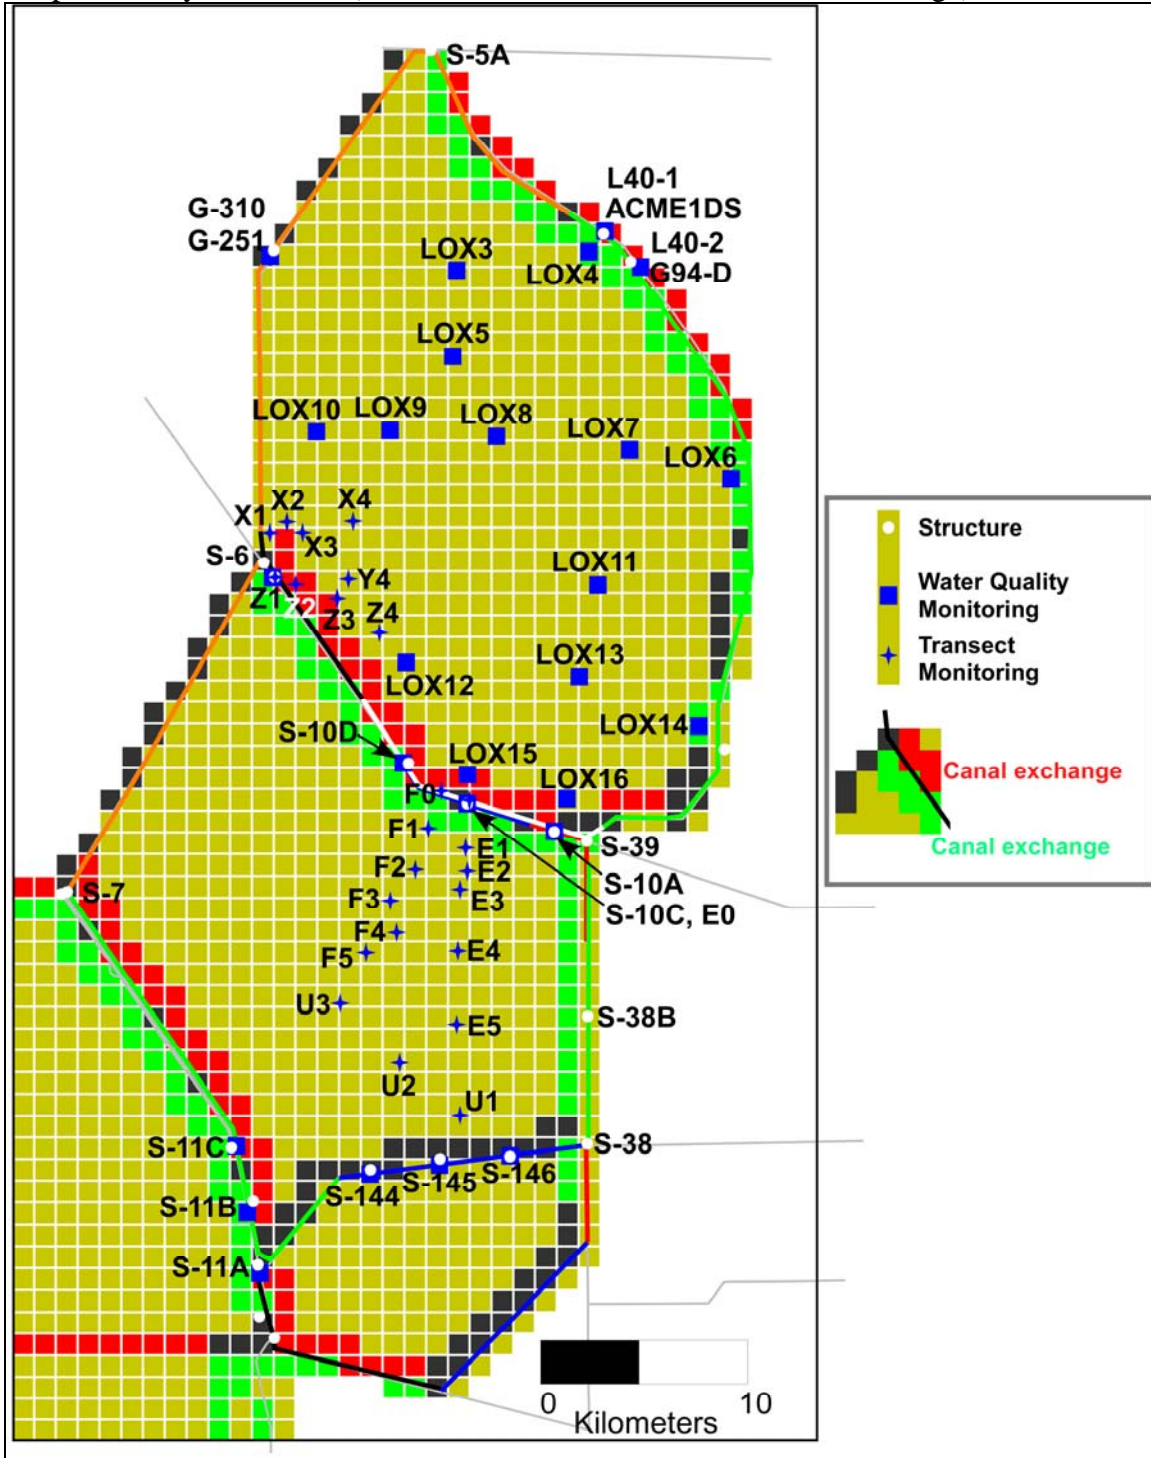 S-5A
L40-1
ACME1DS
G-310
G-251
L40-2
G94-D
LOX3
LOX4
LOX5
LOX10
LOX9
LOX8
LOX7
LOX6
X1
X2
X4
X3
S-6
LOX11
Y4
Z1
Z2
Z3
Z4
LOX13
LOX12
LOX14
S-10D
LOX15
LOX16
F0
F1
E1
S-39
F2
E2
S-10A
E3
F3
S-10C, E0
S-7
F4
F5
E4
U3
S-38B
E5
U2
U1
S-11C
S-38
S-144
S-145
S-146
S-11B
S-11A
0
10
Kilometers
Structure
Water Quality
Monitoring
Transect
Monitoring
Canal exchange
Canal exchange